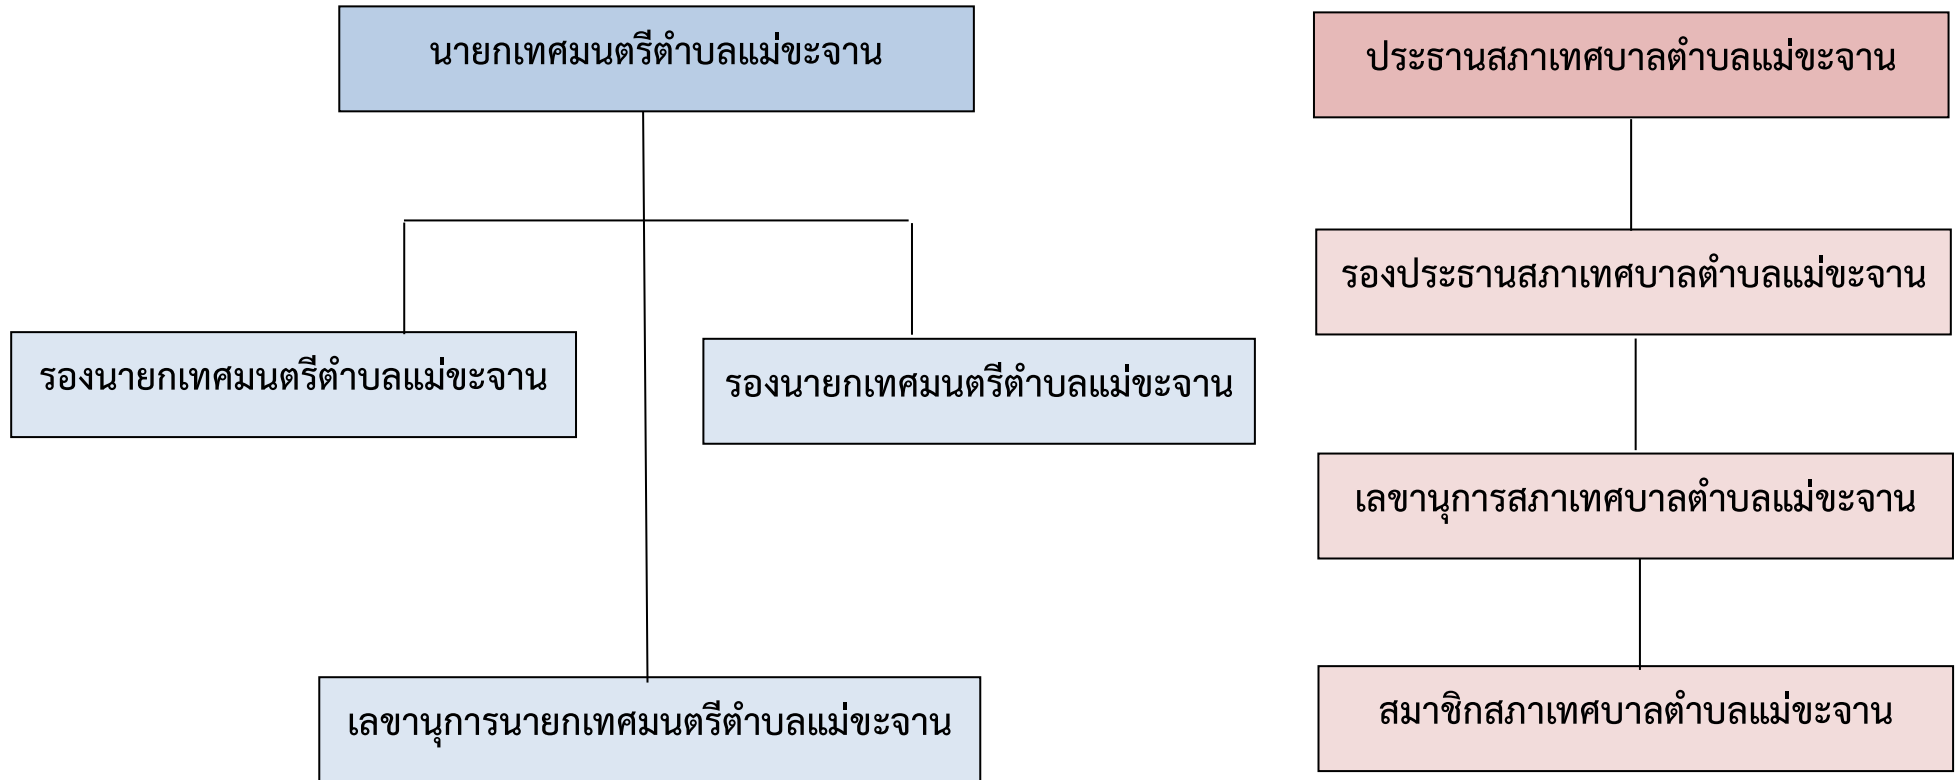 นายกเทศมนตรีตำบลแม่ขะจาน
รองนายกเทศมนตรีตำบลแม่ขะจาน
รองนายกเทศมนตรีตำบลแม่ขะจาน
เลขานุการนายกเทศมนตรีตำบลแม่ขะจาน
ประธานสภาเทศบาลตำบลแม่ขะจาน
รองประธานสภาเทศบาลตำบลแม่ขะจาน
เลขานุการสภาเทศบาลตำบลแม่ขะจาน
สมาชิกสภาเทศบาลตำบลแม่ขะจาน